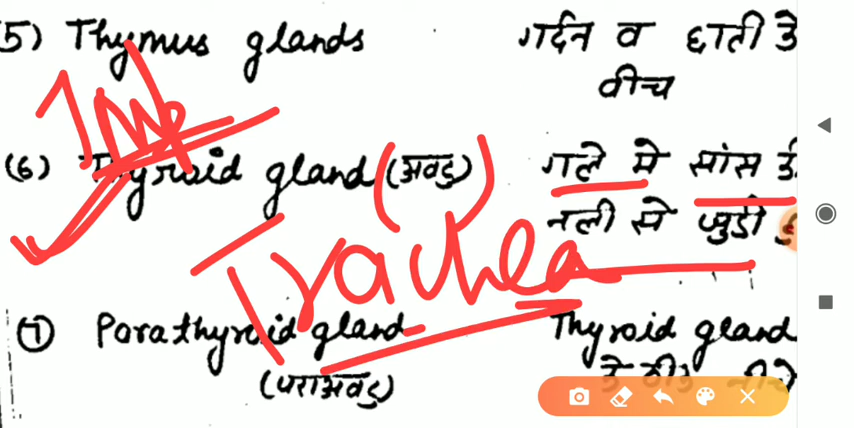 5) Thymus glands गर्दन व छाती के
बीच
Imp
(6) Thyroid gland (अवटु) गले मे सांस की
नली से जुडी
Trachea
(7) Parathyroid gland Thyroid gland
(पराअवटु) के ठीक नीचे